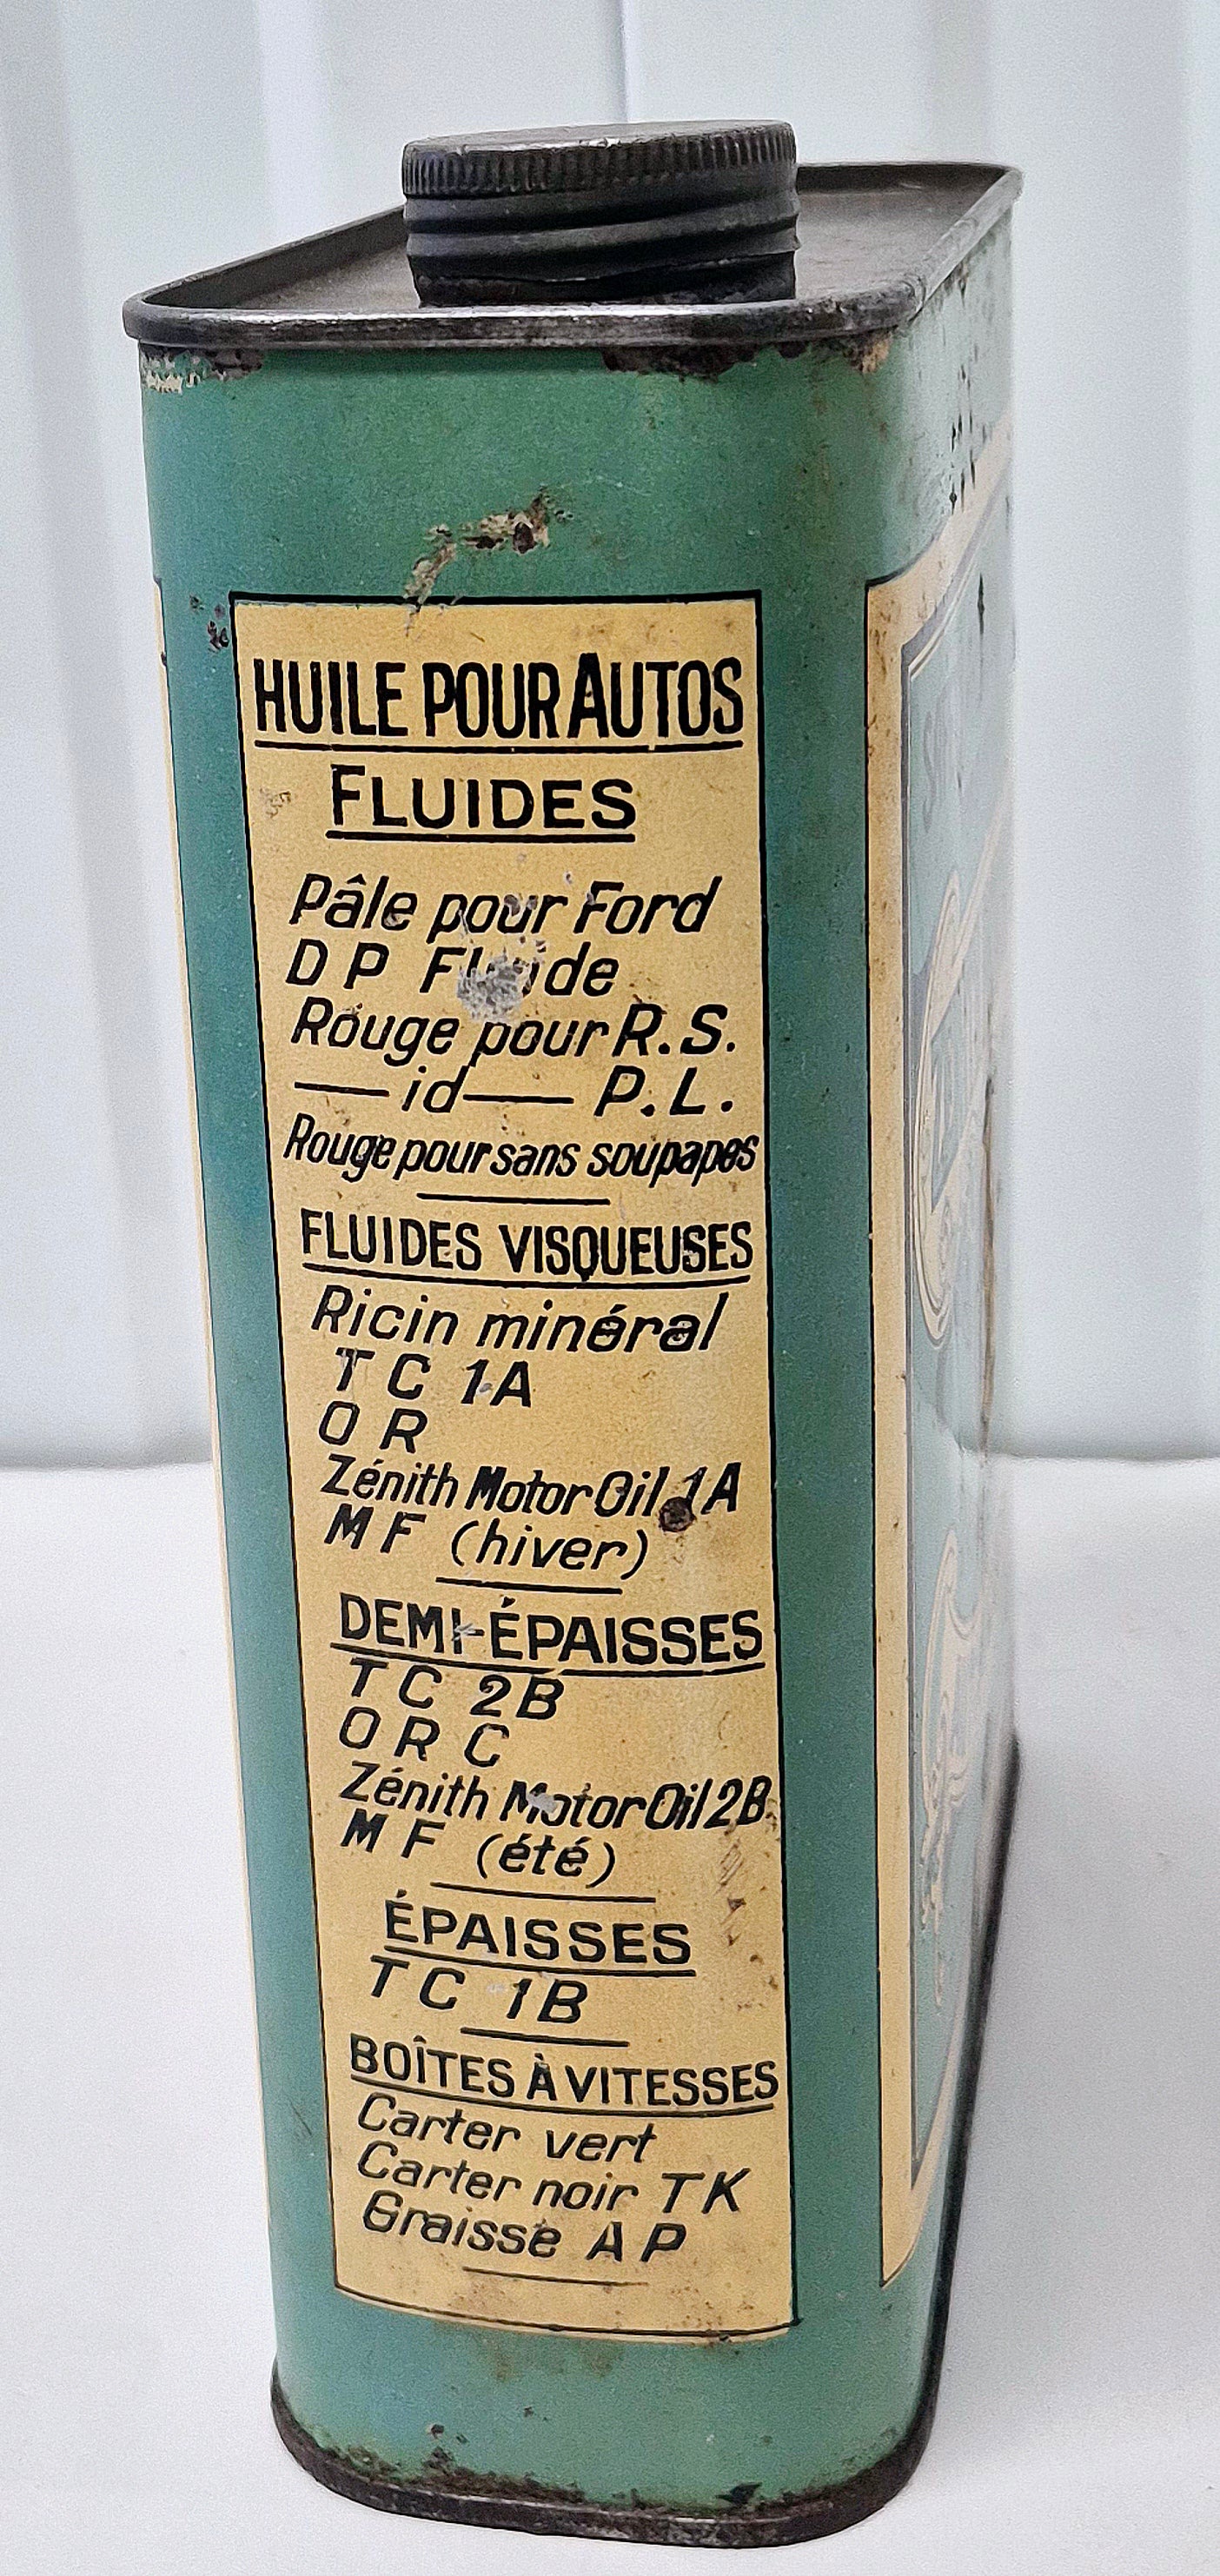 HUILE POUR AUTOS
FLUIDES
Pâle pour Ford
D P Fluide
Rouge pour R.S.
— id — P.L.
Rouge pour sans soupapes
FLUIDES VISQUEUSES
Ricin minéral
T C 1A
O R
Zénith Motor Oil 1A
M F (hiver)
DEMI-ÉPAISSES
T C 2B
O R C
Zénith Motor Oil 2B
M F (été)
ÉPAISSES
T C 1B
BOÎTES À VITESSES
Carter vert
Carter noir T K
Graisse A P